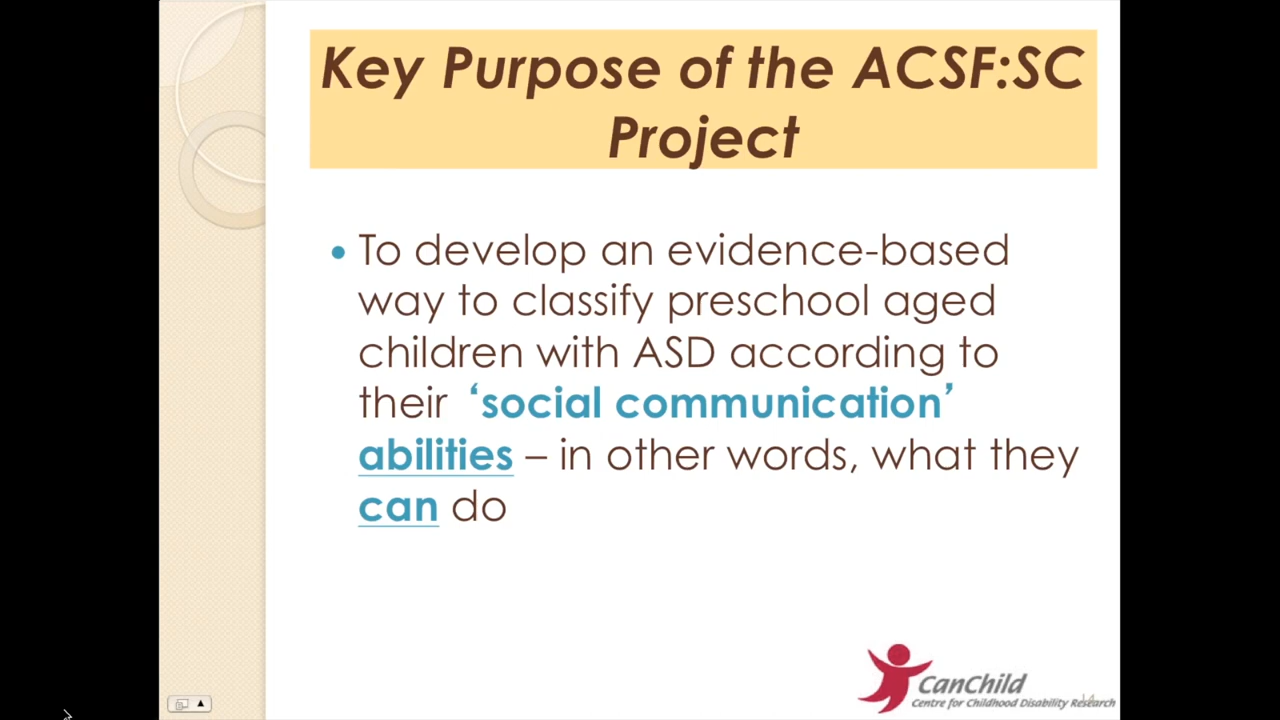 Key Purpose of the ACSF:SC
Project
• To develop an evidence-based
way to classify preschool aged
children with ASD according to
their ‘social communication’
abilities – in other words, what they
can do
CanChild
Centre for Childhood Disability Research